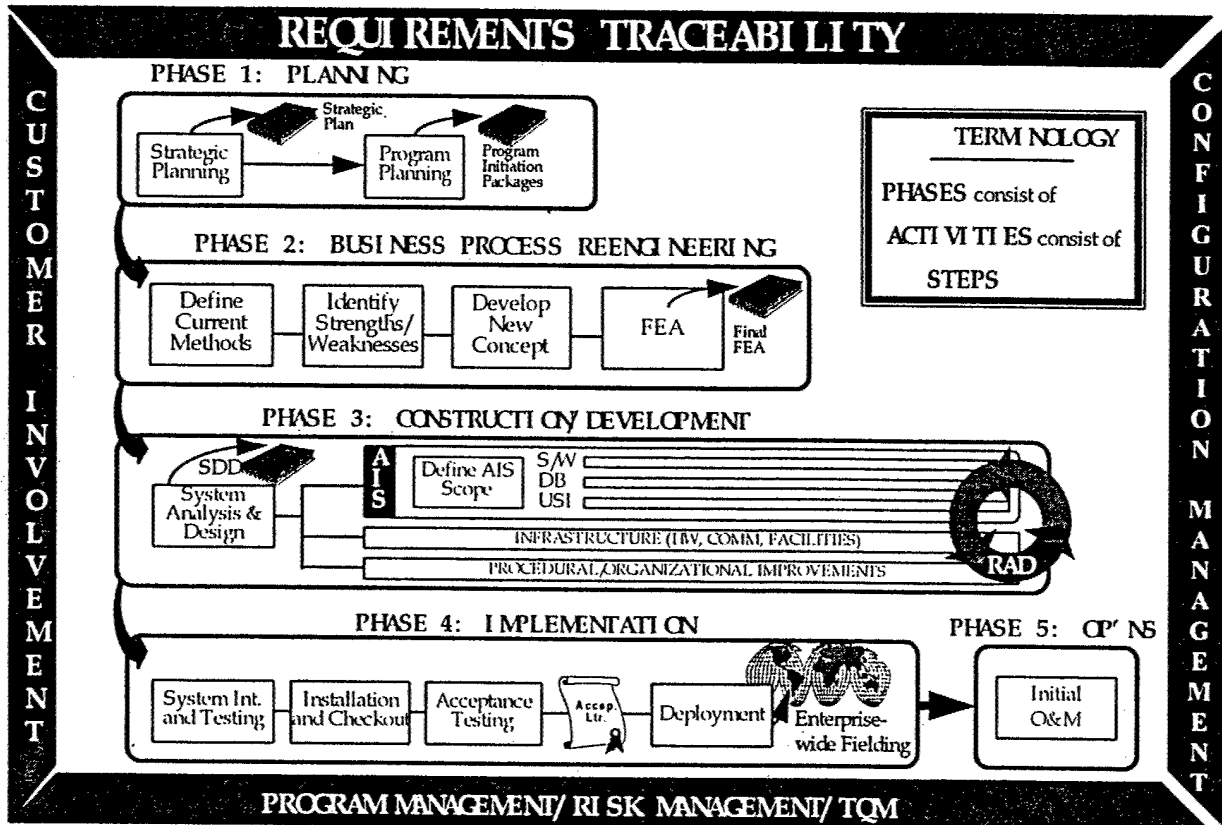 REQUIREMENTS TRACEABILITY
CUSTOMER INVOLVEMENT
CONFIGURATION MANAGEMENT
PHASE 1: PLANNING
Strategic
Planning
Strategic
Plan
Program
Planning
Program
Initiation
Packages
TERMINOLOGY
PHASES consist of
ACTIVITIES consist of
STEPS
PHASE 2: BUSINESS PROCESS REENGINEERING
Define
Current
Methods
Identify
Strengths/
Weaknesses
Develop
New
Concept
FEA
Final
FEA
PHASE 3: CONSTRUCTION/DEVELOPMENT
SDD
System
Analysis &
Design
AIS
Define AIS
Scope
S/W
DB
USI
INFRASTRUCTURE (HW, COMM, FACILITIES)
PROCEDURAL/ORGANIZATIONAL IMPROVEMENTS
RAD
PHASE 4: IMPLEMENTATION
System Int.
and Testing
Installation
and Checkout
Acceptance
Testing
Accep.
Ltr.
Deployment
Enterprise-
wide Fielding
PHASE 5: OP'NS
Initial
O&M
PROGRAM MANAGEMENT/RISK MANAGEMENT/TQM